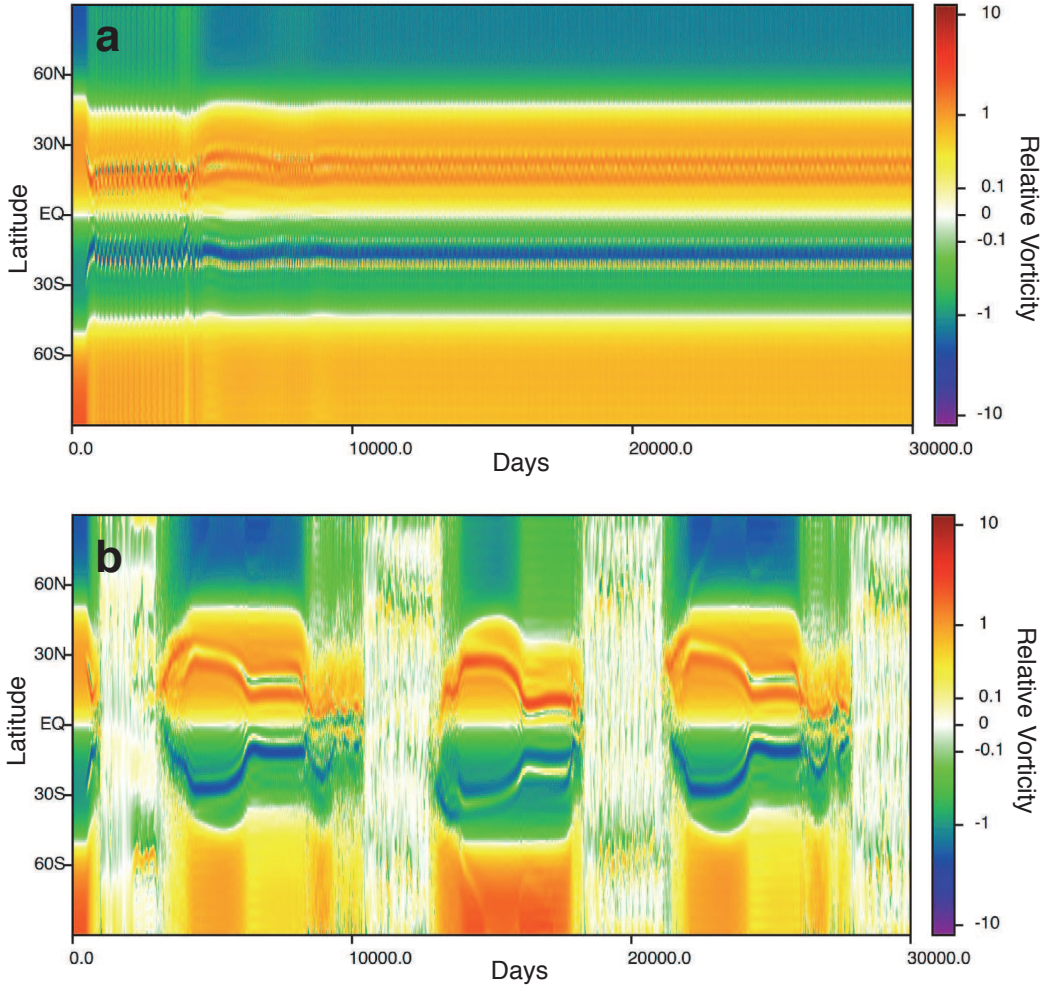 a
60N
30N
EQ
30S
60S
Latitude
0.0 10000.0 20000.0 30000.0
Days
10
1
0.1
0
-0.1
-1
-10
Relative Vorticity
b
60N
30N
EQ
30S
60S
Latitude
0.0 10000.0 20000.0 30000.0
Days
10
1
0.1
0
-0.1
-1
-10
Relative Vorticity